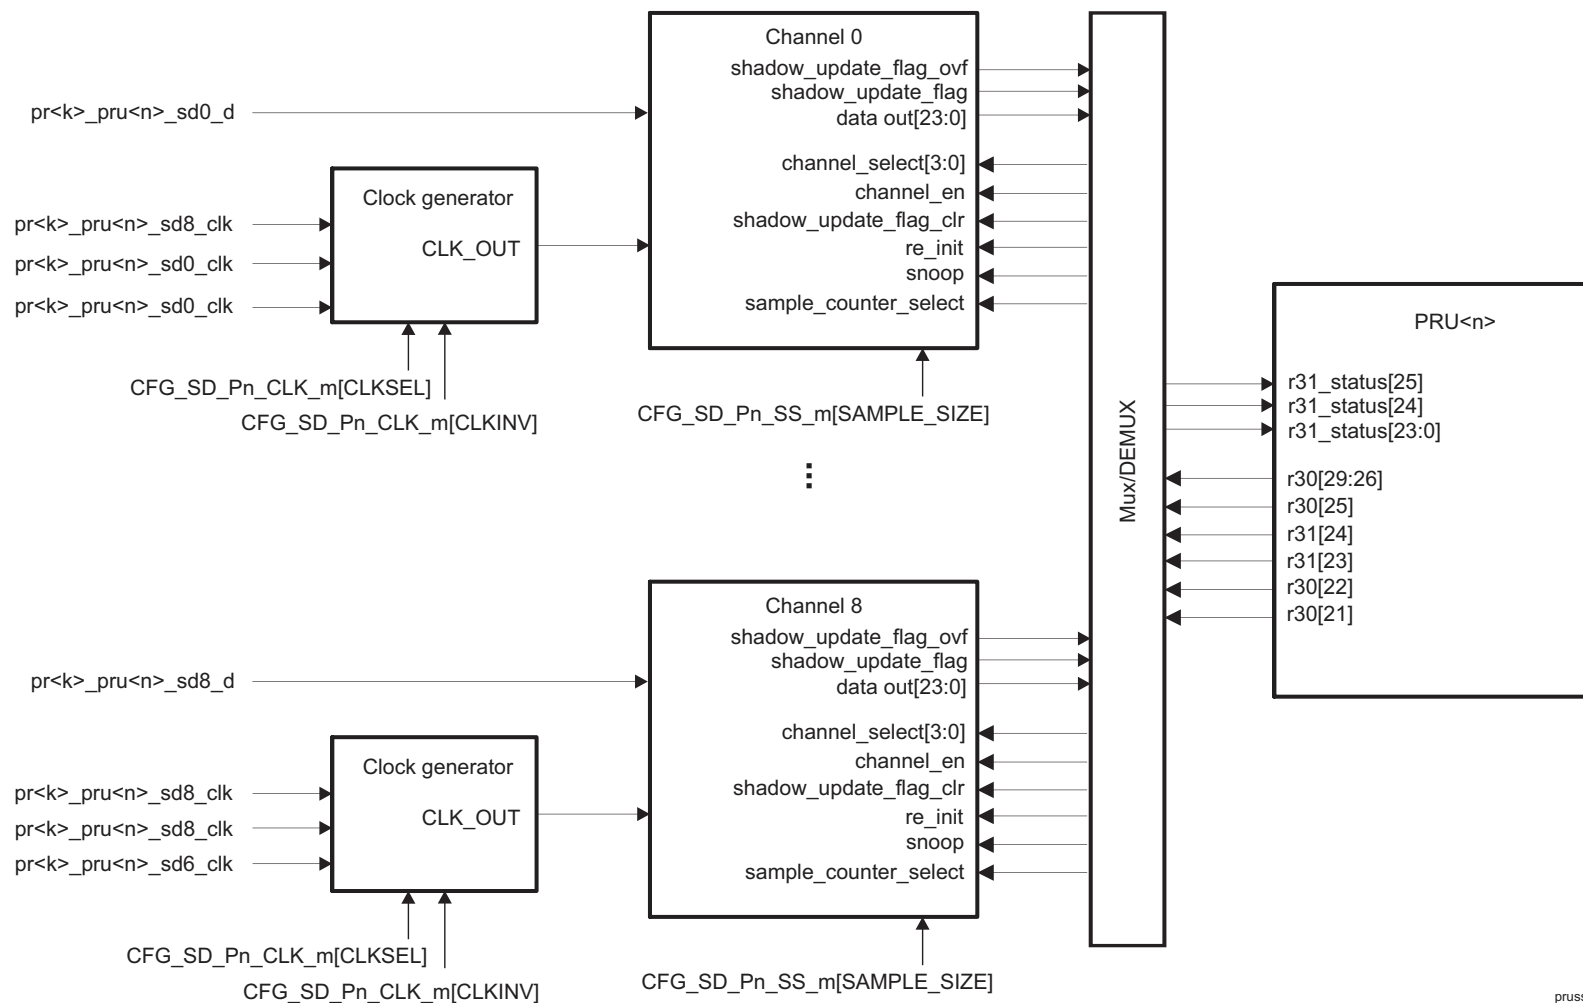 Channel 0
shadow_update_flag_ovf
shadow_update_flag
data out[23:0]
channel_select[3:0]
channel_en
shadow_update_flag_clr
re_init
snoop
sample_counter_select
pr<k>_pru<n>_sd0_d
Clock generator
CLK_OUT
pr<k>_pru<n>_sd8_clk
pr<k>_pru<n>_sd0_clk
pr<k>_pru<n>_sd0_clk
CFG_SD_Pn_CLK_m[CLKSEL]
CFG_SD_Pn_CLK_m[CLKINV]
CFG_SD_Pn_SS_m[SAMPLE_SIZE]
Mux/DEMUX
PRU<n>
r31_status[25]
r31_status[24]
r31_status[23:0]
r30[29:26]
r30[25]
r31[24]
r31[23]
r30[22]
r30[21]
Channel 8
shadow_update_flag_ovf
shadow_update_flag
data out[23:0]
channel_select[3:0]
channel_en
shadow_update_flag_clr
re_init
snoop
sample_counter_select
pr<k>_pru<n>_sd8_d
Clock generator
CLK_OUT
pr<k>_pru<n>_sd8_clk
pr<k>_pru<n>_sd8_clk
pr<k>_pru<n>_sd6_clk
CFG_SD_Pn_CLK_m[CLKSEL]
CFG_SD_Pn_CLK_m[CLKINV]
CFG_SD_Pn_SS_m[SAMPLE_SIZE]